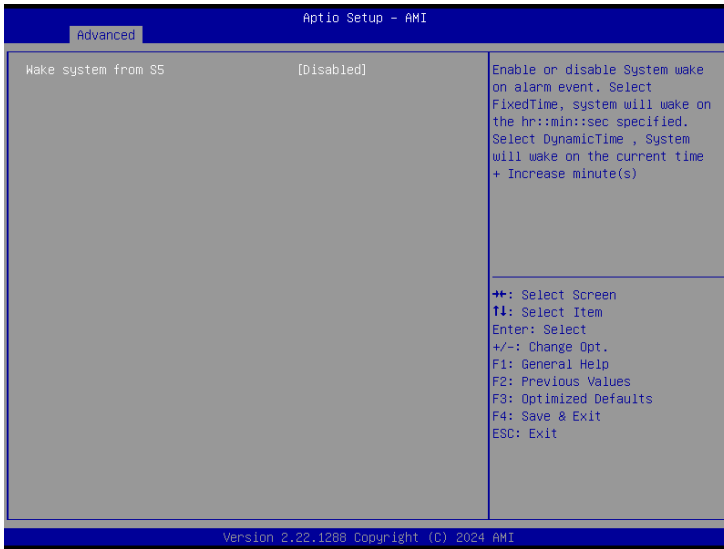 Aptio Setup - AMI
Advanced
Wake system from S5 [Disabled]
Enable or disable System wake
on alarm event. Select
FixedTime, system will wake on
the hr::min::sec specified.
Select DynamicTime , System
will wake on the current time
+ Increase minute(s)
→←: Select Screen
↑↓: Select Item
Enter: Select
+/-: Change Opt.
F1: General Help
F2: Previous Values
F3: Optimized Defaults
F4: Save & Exit
ESC: Exit
Version 2.22.1288 Copyright (C) 2024 AMI